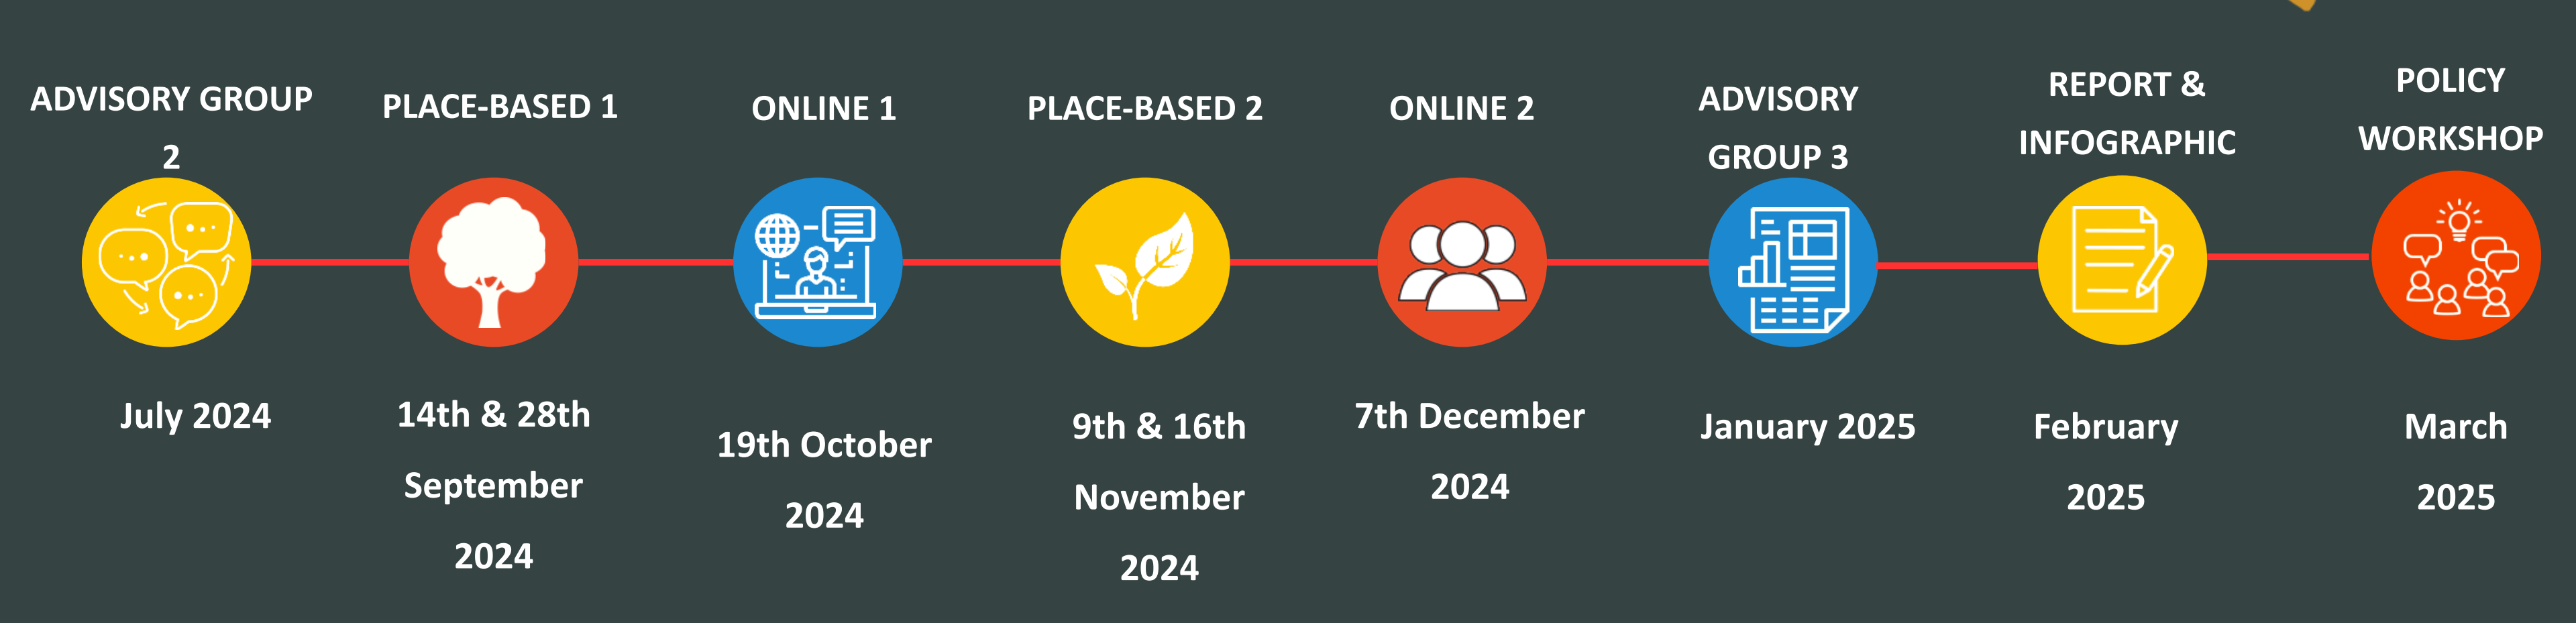 ADVISORY GROUP
2
July 2024
PLACE-BASED 1
14th & 28th
September
2024
ONLINE 1
19th October
2024
PLACE-BASED 2
9th & 16th
November
2024
ONLINE 2
7th December
2024
ADVISORY
GROUP 3
January 2025
REPORT &
INFOGRAPHIC
February
2025
POLICY
WORKSHOP
March
2025